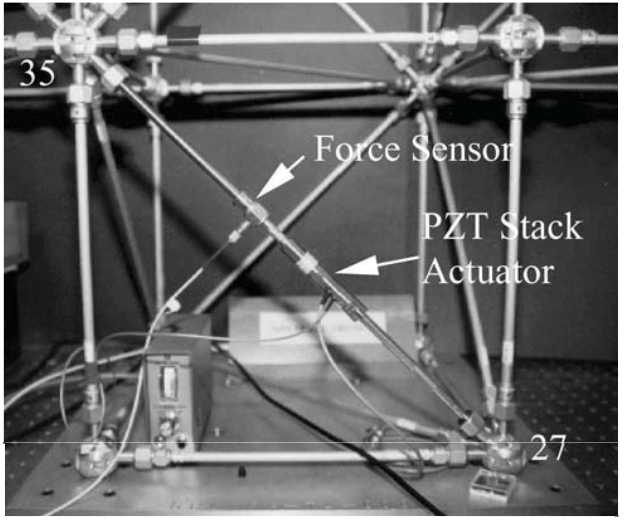 35
Force Sensor
PZT Stack
Actuator
27